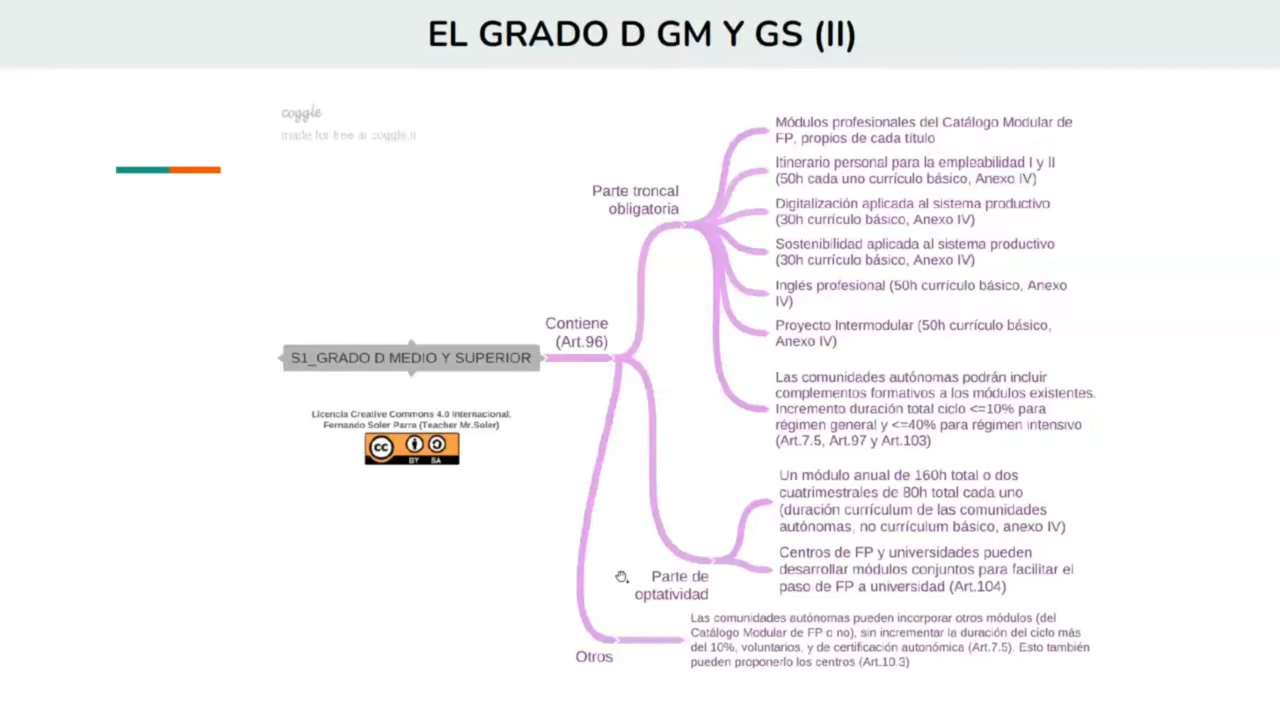 EL GRADO D GM Y GS (II)
coggle
made for free at coggle.it
Módulos profesionales del Catálogo Modular de
FP, propios de cada título
Itinerario personal para la empleabilidad I y II
(50h cada uno currículo básico, Anexo IV)
Parte troncal
obligatoria
Digitalización aplicada al sistema productivo
(30h currículo básico, Anexo IV)
Sostenibilidad aplicada al sistema productivo
(30h currículo básico, Anexo IV)
Inglés profesional (50h currículo básico, Anexo
IV)
Proyecto Intermodular (50h currículo básico,
Anexo IV)
Contiene
(Art.96)
S1_GRADO D MEDIO Y SUPERIOR
Las comunidades autónomas podrán incluir
complementos formativos a los módulos existentes.
Incremento duración total ciclo <=10% para
régimen general y <=40% para régimen intensivo
(Art.7.5, Art.97 y Art.103)
Licencia Creative Commons 4.0 Internacional.
Fernando Soler Parra (Teacher Mr.Soler)
cc
BY SA
Un módulo anual de 160h total o dos
cuatrimestrales de 80h total cada uno
(duración currículum de las comunidades
autónomas, no currículum básico, anexo IV)
Centros de FP y universidades pueden
desarrollar módulos conjuntos para facilitar el
paso de FP a universidad (Art.104)
Parte de
optatividad
Las comunidades autónomas pueden incorporar otros módulos (del
Catálogo Modular de FP o no), sin incrementar la duración del ciclo más
del 10%, voluntarios, y de certificación autonómica (Art.7.5). Esto también
pueden proponerlo los centros (Art.10.3)
Otros